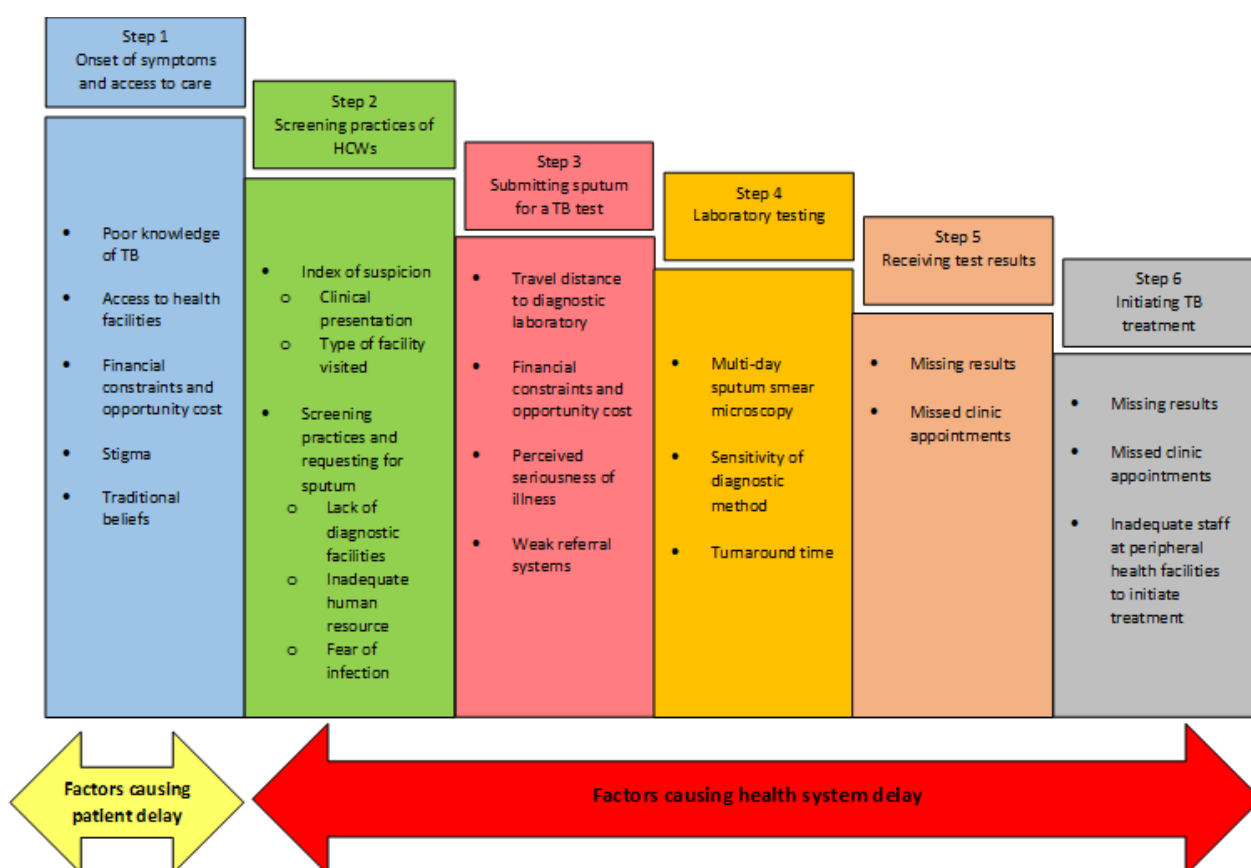 Step 1
Onset of symptoms
and access to care
• Poor knowledge
of TB
• Access to health
facilities
• Financial
constraints and
opportunity cost
• Stigma
• Traditional
beliefs
Step 2
Screening practices of
HCWs
• Index of suspicion
o Clinical
presentation
o Type of facility
visited
• Screening
practices and
requesting for
sputum
o Lack of
diagnostic
facilities
o Inadequate
human
resource
o Fear of
infection
Step 3
Submitting sputum
for a TB test
• Travel distance
to diagnostic
laboratory
• Financial
constraints and
opportunity cost
• Perceived
seriousness of
illness
• Weak referral
systems
Step 4
Laboratory testing
• Multi-day
sputum smear
microscopy
• Sensitivity of
diagnostic
method
• Turnaround time
Step 5
Receiving test results
• Missing results
• Missed clinic
appointments
Step 6
Initiating TB
treatment
• Missing results
• Missed clinic
appointments
• Inadequate staff
at peripheral
health facilities
to initiate
treatment
Factors causing
patient delay
Factors causing health system delay